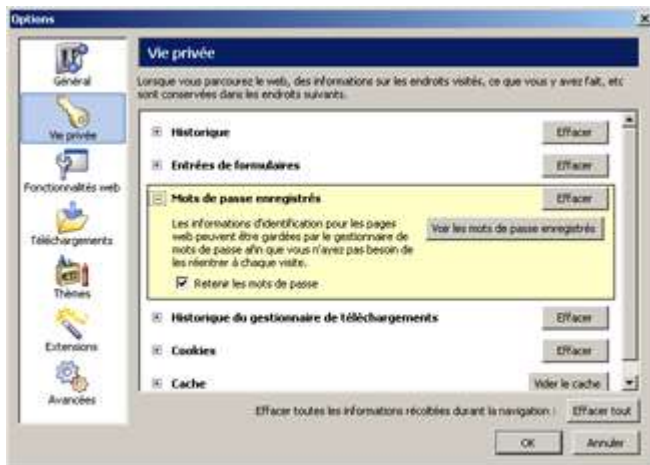 Options
Général
Vie privée
Fonctionnalités web
Téléchargements
Thèmes
Extensions
Avancées
Vie privée
Lorsque vous parcourez le web, des informations sur les endroits visités, ce que vous y avez fait, etc
sont conservées dans les endroits suivants.
Historique Effacer
Entrées de formulaires Effacer
Mots de passe enregistrés Effacer
Les informations d'identification pour les pages
web peuvent être gardées par le gestionnaire de
mots de passe afin que vous n'ayez pas besoin de
les réentrer à chaque visite.
Voir les mots de passe enregistrés
Retenir les mots de passe
Historique du gestionnaire de téléchargements Effacer
Cookies Effacer
Cache Vider le cache
Effacer toutes les informations récoltées durant la navigation : Effacer tout
OK Annuler